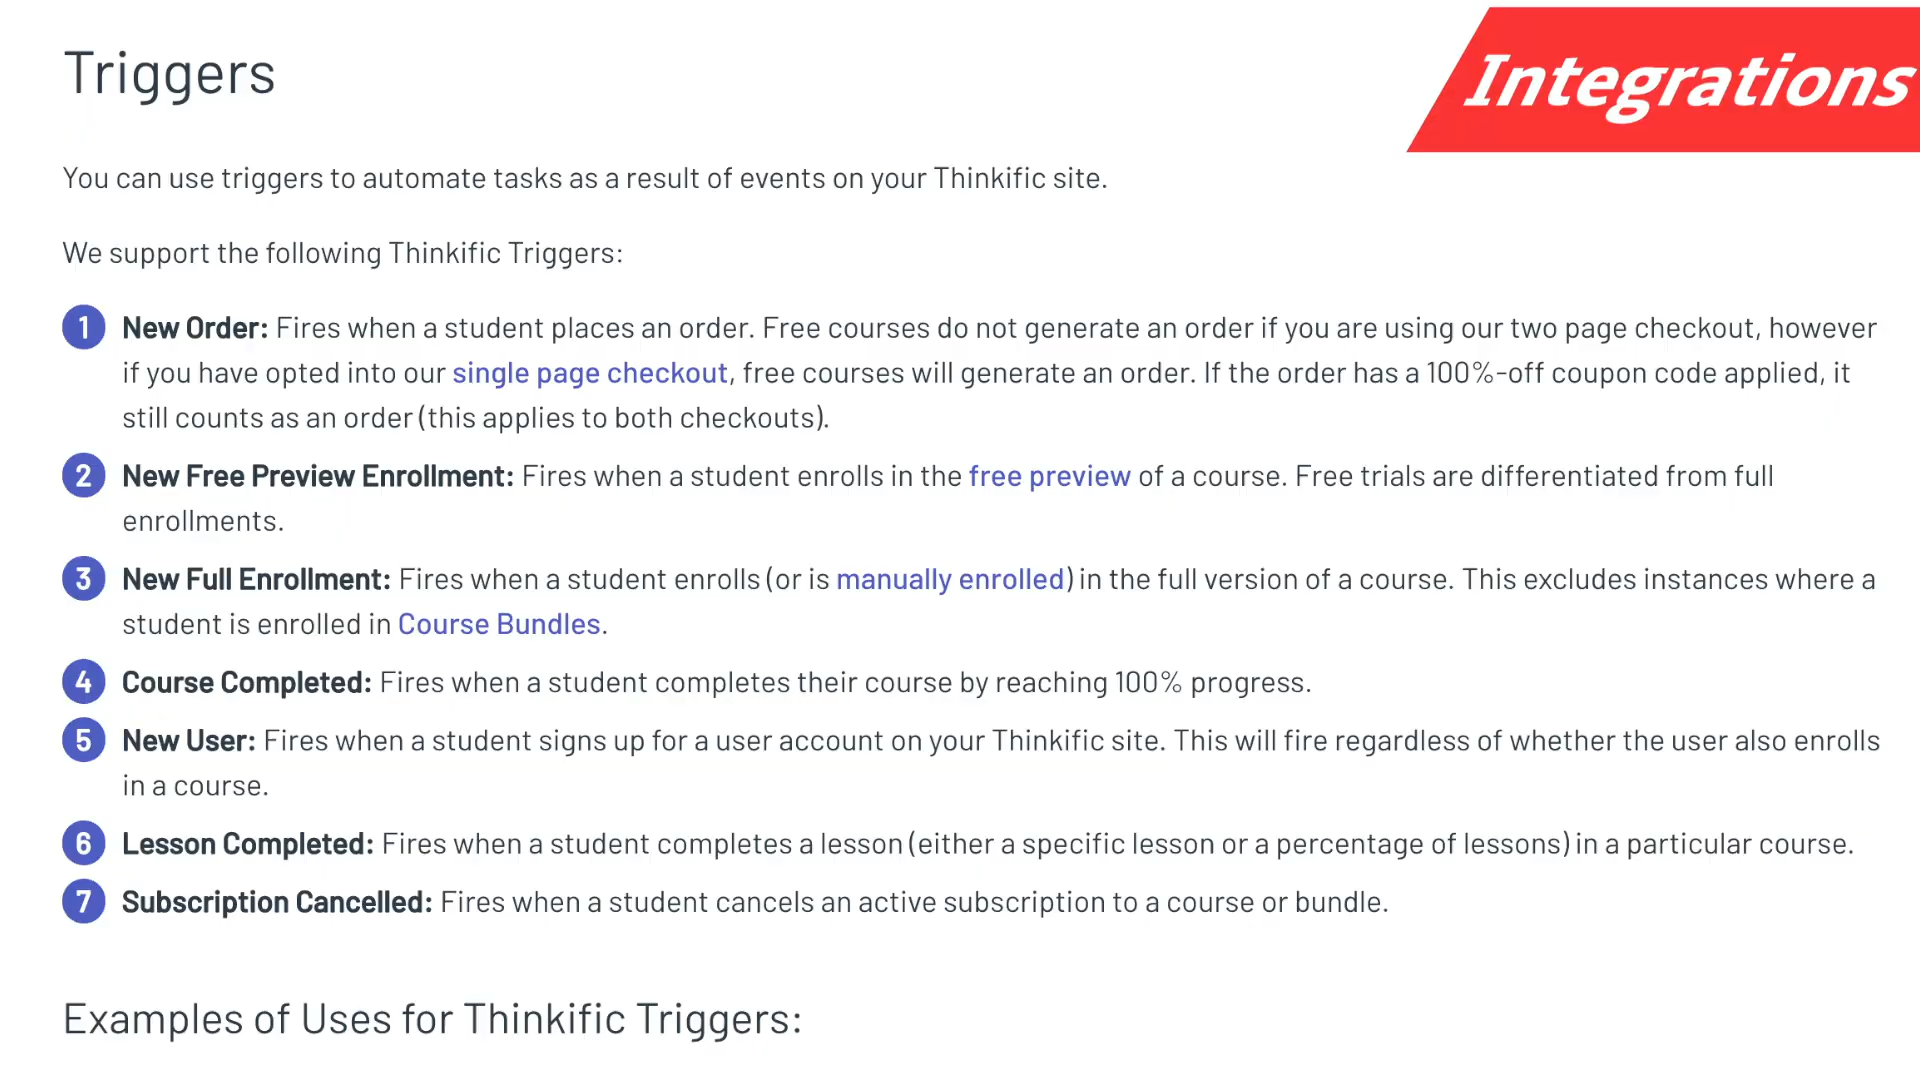 Triggers
Integrations
You can use triggers to automate tasks as a result of events on your Thinkific site.
We support the following Thinkific Triggers:
1 New Order: Fires when a student places an order. Free courses do not generate an order if you are using our two page checkout, however
if you have opted into our single page checkout, free courses will generate an order. If the order has a 100%-off coupon code applied, it
still counts as an order (this applies to both checkouts).
2 New Free Preview Enrollment: Fires when a student enrolls in the free preview of a course. Free trials are differentiated from full
enrollments.
3 New Full Enrollment: Fires when a student enrolls (or is manually enrolled) in the full version of a course. This excludes instances where a
student is enrolled in Course Bundles.
4 Course Completed: Fires when a student completes their course by reaching 100% progress.
5 New User: Fires when a student signs up for a user account on your Thinkific site. This will fire regardless of whether the user also enrolls
in a course.
6 Lesson Completed: Fires when a student completes a lesson (either a specific lesson or a percentage of lessons) in a particular course.
7 Subscription Cancelled: Fires when a student cancels an active subscription to a course or bundle.
Examples of Uses for Thinkific Triggers: